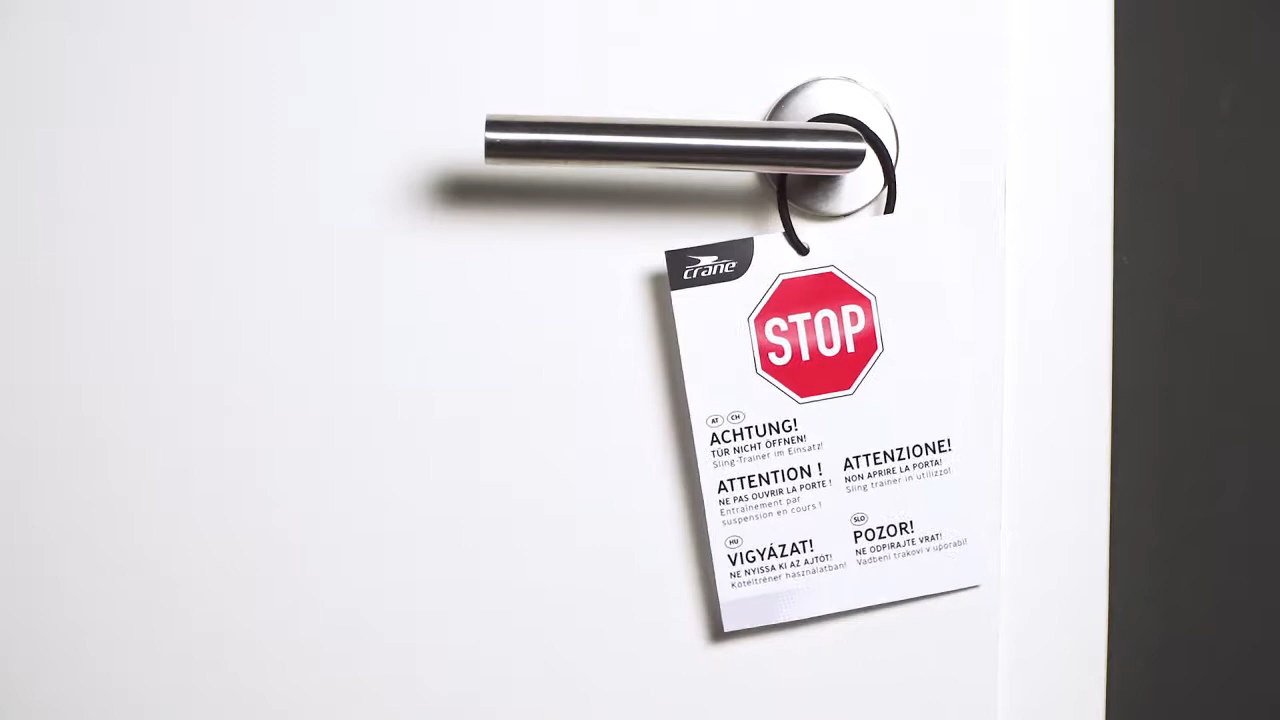 crane
STOP
AT CH
ACHTUNG!
TÜR NICHT ÖFFNEN!
Sling-Trainer im Einsatz!
ATTENTION !
NE PAS OUVRIR LA PORTE !
Entraînement par
suspension en cours !
ATTENZIONE!
NON APRIRE LA PORTA!
Sling trainer in utilizzo!
HU
VIGYÁZAT!
NE NYISSA KI AZ AJTÓT!
Kötéltréner használatban!
SLO
POZOR!
NE ODPIRAJTE VRAT!
Vadbeni trakovi v uporabi!